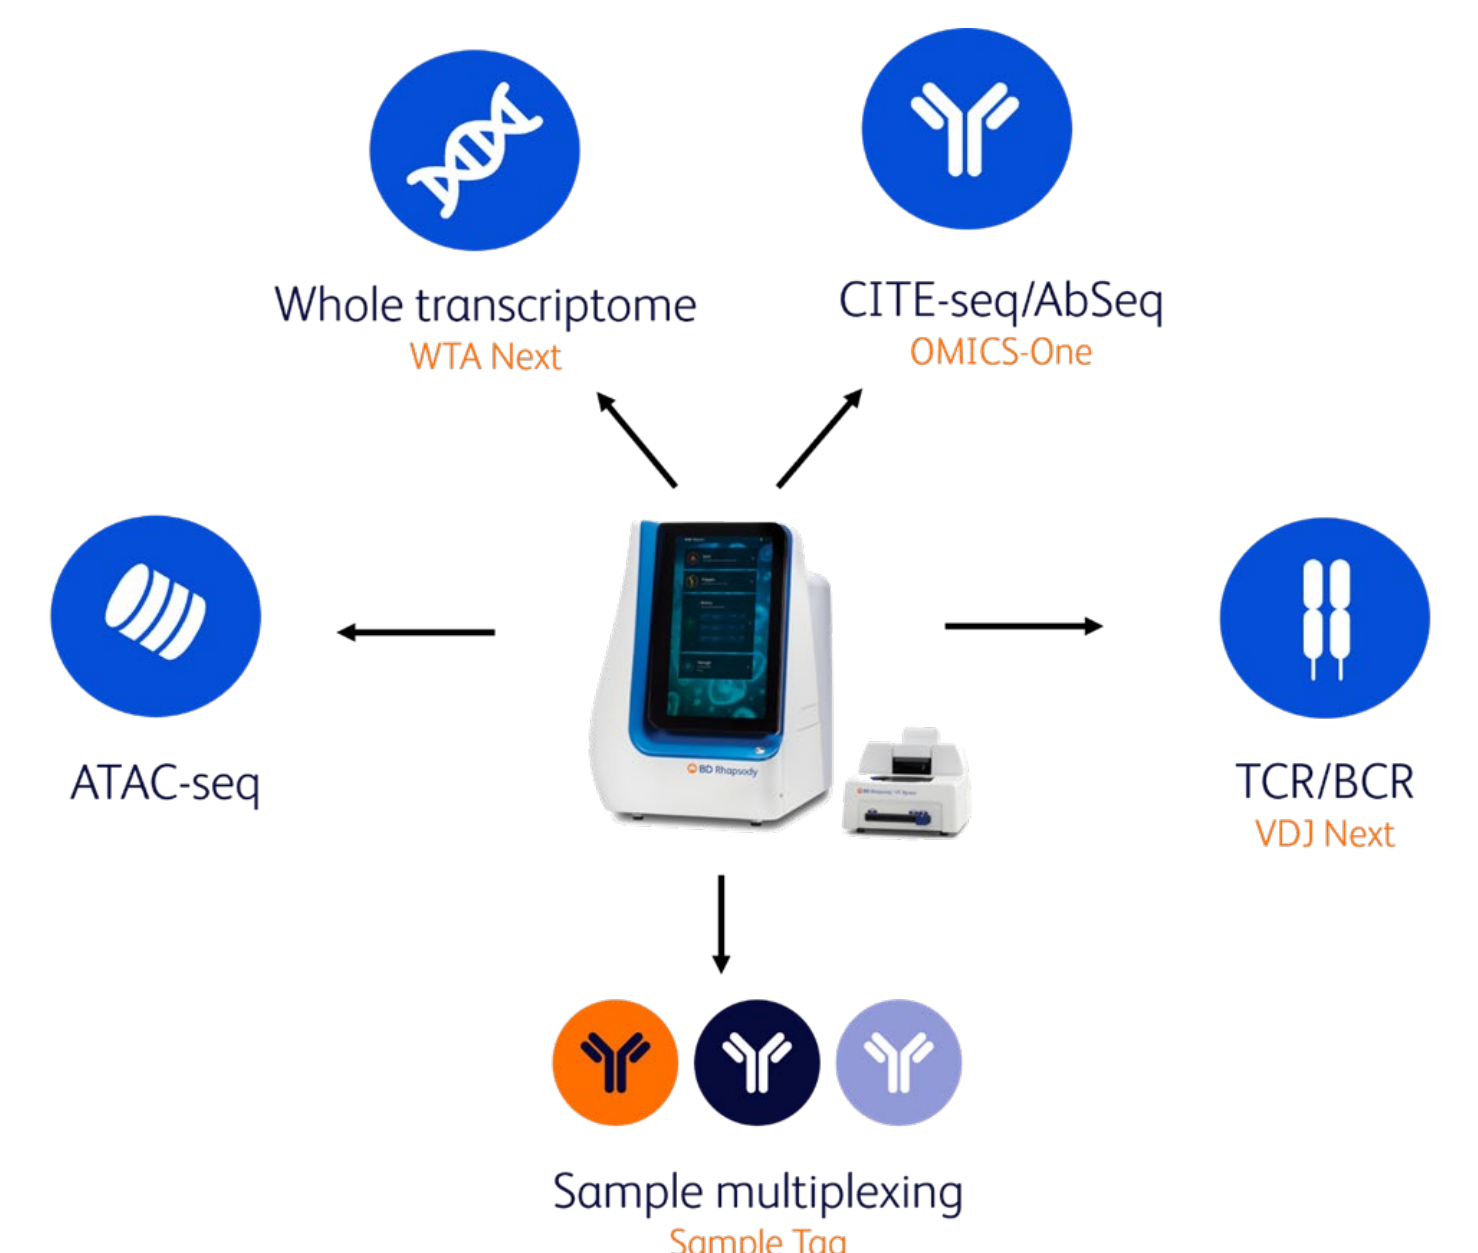 Whole transcriptome
WTA Next
CITE-seq/AbSeq
OMICS-One
ATAC-seq
BD Rhapsody
TCR/BCR
VDJ Next
Sample multiplexing
Sample Tag